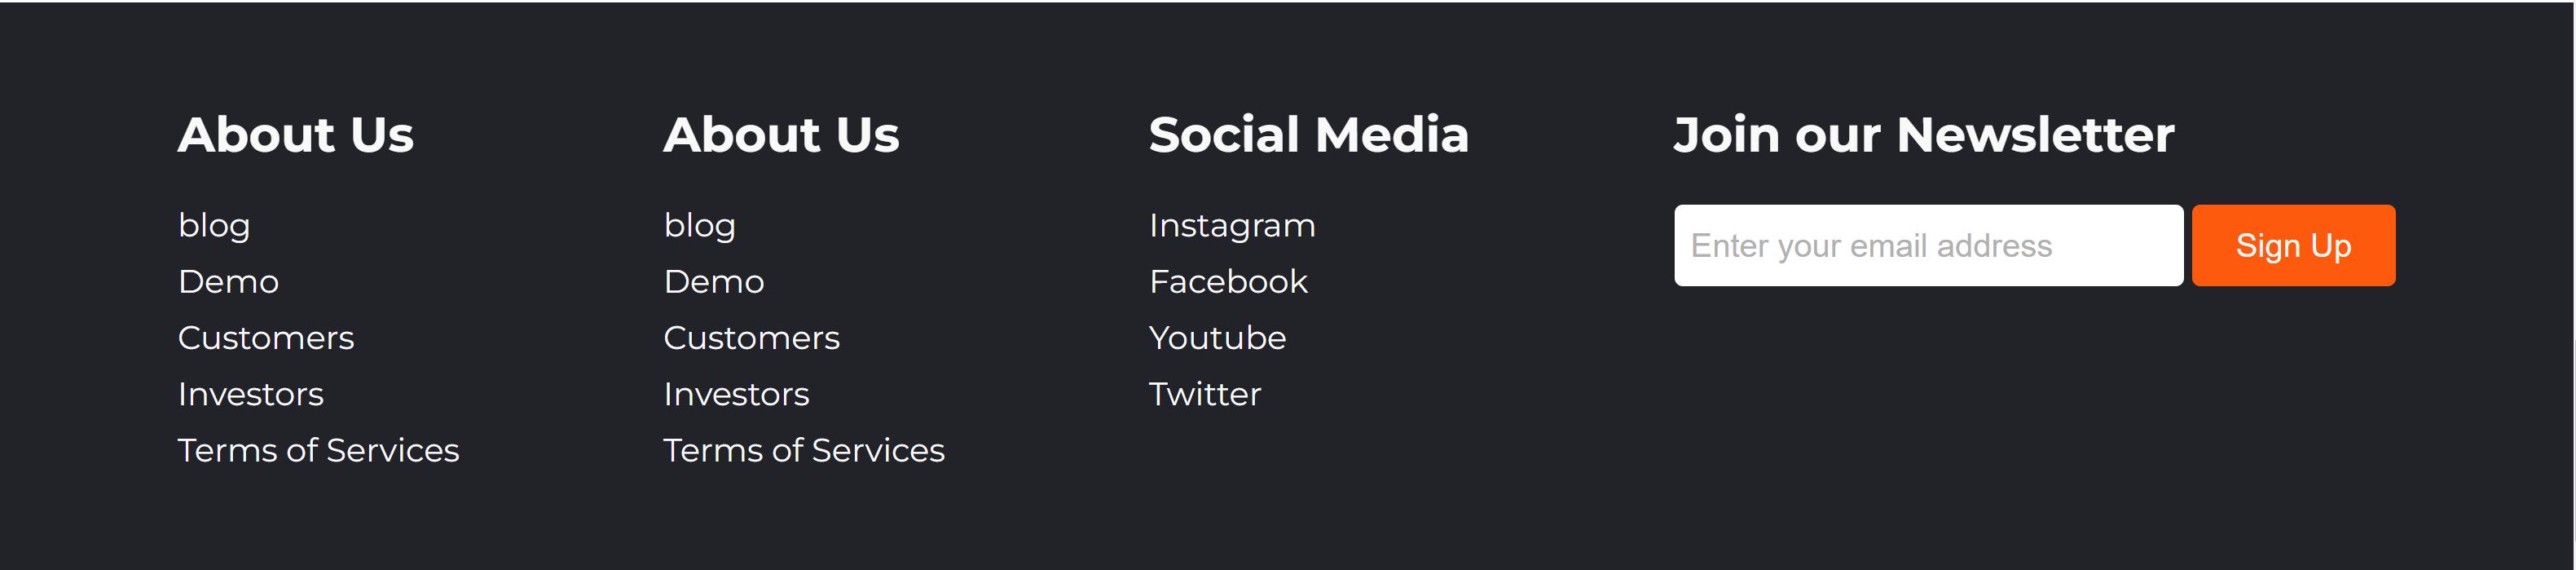 About Us
blog
Demo
Customers
Investors
Terms of Services
About Us
blog
Demo
Customers
Investors
Terms of Services
Social Media
Instagram
Facebook
Youtube
Twitter
Join our Newsletter
Enter your email address
Sign Up